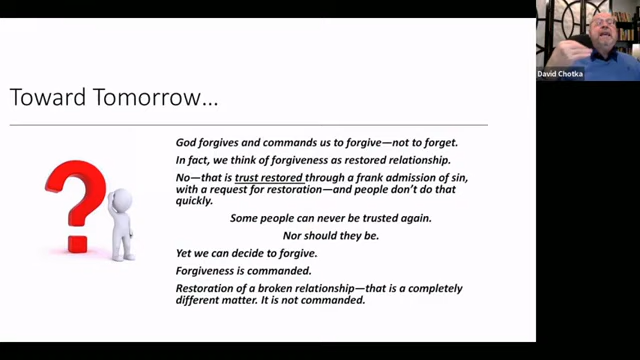 David Chotka
Toward Tomorrow...
God forgives and commands us to forgive—not to forget.
In fact, we think of forgiveness as restored relationship.
No—that is trust restored through a frank admission of sin,
with a request for restoration—and people don't do that
quickly.
Some people can never be trusted again.
Nor should they be.
Yet we can decide to forgive.
Forgiveness is commanded.
Restoration of a broken relationship—that is a completely
different matter. It is not commanded.